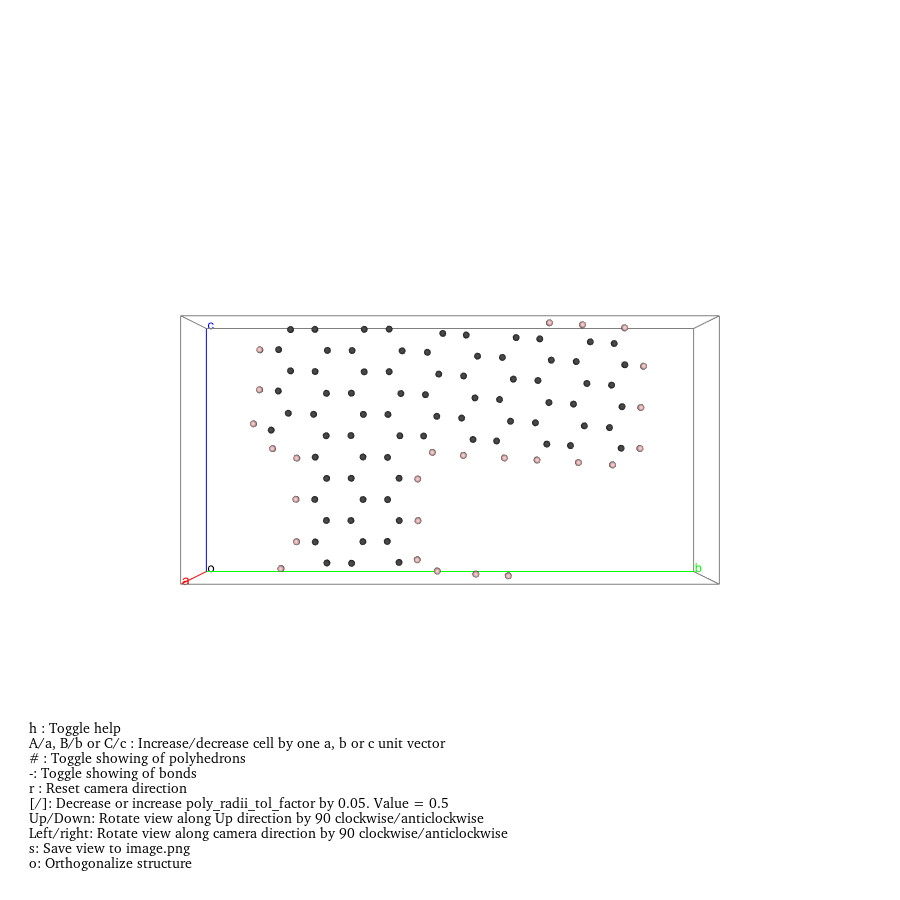 c
o
a
b
h : Toggle help
A/a, B/b or C/c : Increase/decrease cell by one a, b or c unit vector
# : Toggle showing of polyhedrons
-: Toggle showing of bonds
r : Reset camera direction
[/]: Decrease or increase poly_radii_tol_factor by 0.05. Value = 0.5
Up/Down: Rotate view along Up direction by 90 clockwise/anticlockwise
Left/right: Rotate view along camera direction by 90 clockwise/anticlockwise
s: Save view to image.png
o: Orthogonalize structure